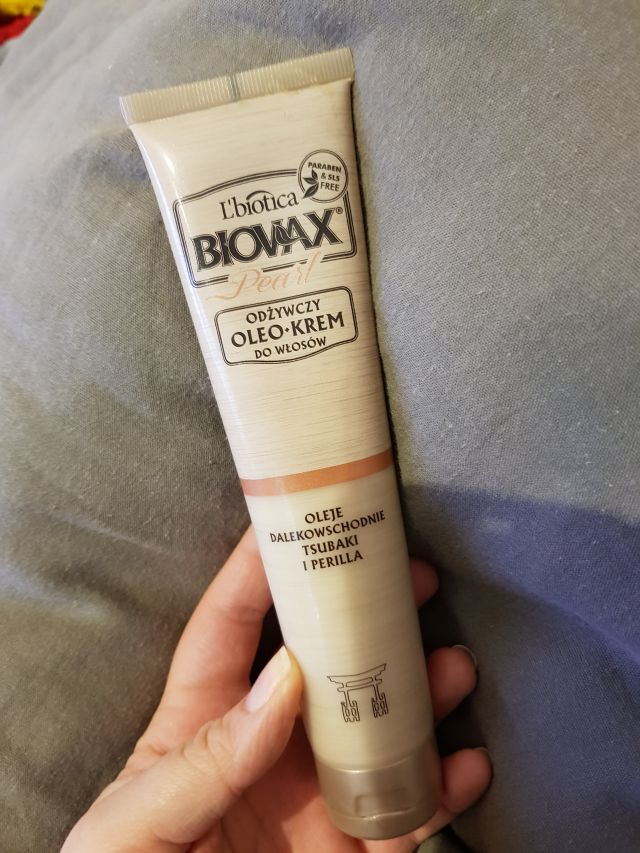 PARABEN
& SLS
FREE
L'biotica
BIOVAX®
Pearl
ODŻYWCZY
OLEO·KREM
DO WŁOSÓW
OLEJE
DALEKOWSCHODNIE
TSUBAKI
I PERILLA